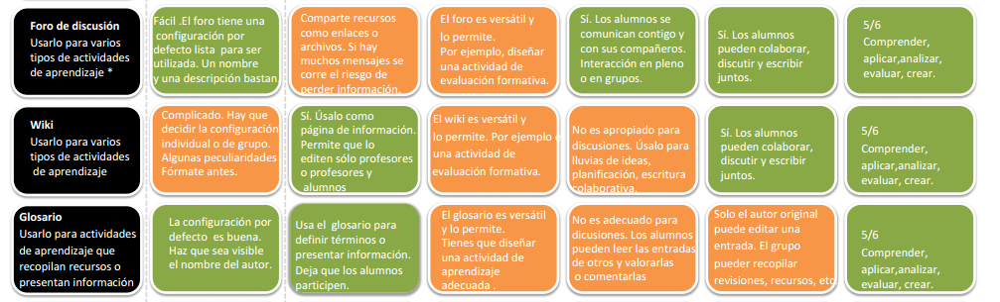 Foro de discusión
Usarlo para varios
tipos de actividades
de aprendizaje *
Fácil .El foro tiene una
configuración por
defecto lista para ser
utilizada. Un nombre
y una descripción bastan
Comparte recursos
como enlaces o
archivos. Si hay
muchos mensajes se
corre el riesgo de
perder información.
El foro es versátil y
lo permite.
Por ejemplo, diseñar
una actividad de
evaluación formativa.
Sí. Los alumnos se
comunican contigo y
con sus compañeros.
Interacción en pleno
o en grupos.
Sí. Los alumnos
pueden colaborar,
discutir y escribir
juntos.
5/6
Comprender,
aplicar,analizar,
evaluar, crear.
Wiki
Usarlo para varios
tipos de actividades
de aprendizaje
Complicado. Hay que
decidir la configuración
individual o de grupo.
Algunas peculiaridades
Fórmate antes.
Sí. Úsalo como
página de información.
Permite que lo
editen sólo profesores
o profesores y
alumnos
El wiki es versátil y
lo permite. Por ejemplo e
una actividad de
evaluación formativa.
No es apropiado para
discusiones. Úsalo para
lluvias de ideas,
planificación, escritura
colaborativa.
Sí. Los alumnos
pueden colaborar,
discutir y escribir
juntos.
5/6
Comprender,
aplicar,analizar,
evaluar, crear.
Glosario
Usarlo para actividades
de aprendizaje que
recopilan recursos o
presentan información
La configuración por
defecto es buena.
Haz que sea visible
el nombre del autor.
Usa el glosario para
definir términos o
presentar información.
Deja que los alumnos
participen.
El glosario es versátil
y lo permite.
Tienes que diseñar
una actividad de
aprendizaje
adecuada .
No es adecuado para
dicusiones. Los alumnos
pueden leer las entradas
de otros y valorarlas
o comentarlas
Solo el autor original
puede editar una
entrada. El grupo
pueder recopilar
revisiones, recursos, etc
5/6
Comprender,
aplicar,analizar,
evaluar, crear.